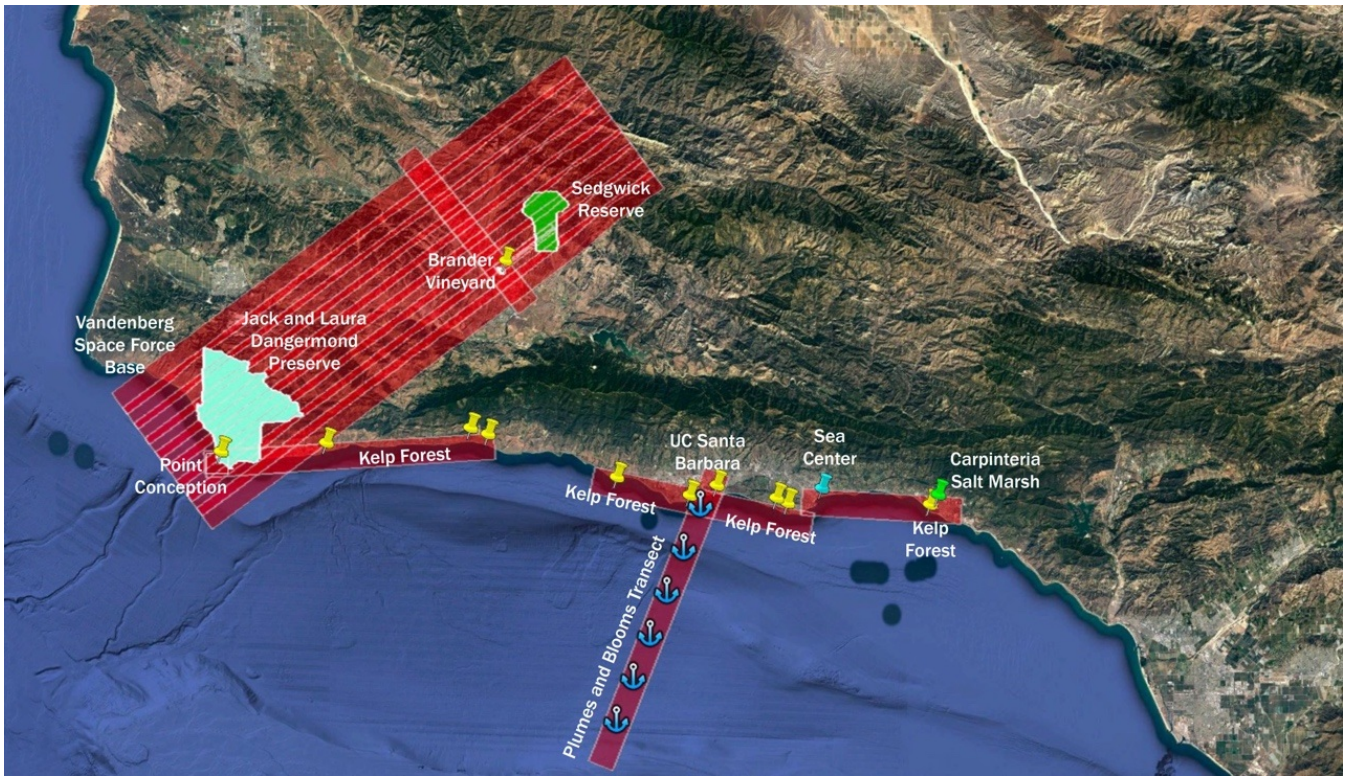 Sedgwick
Reserve
Brander
Vineyard
Vandenberg
Space Force
Base
Jack and Laura
Dangermond
Preserve
Point
Conception
Kelp Forest
Kelp Forest
UC Santa
Barbara
Kelp Forest
Sea
Center
Carpinteria
Salt Marsh
Kelp
Forest
Plumes and Blooms Transect